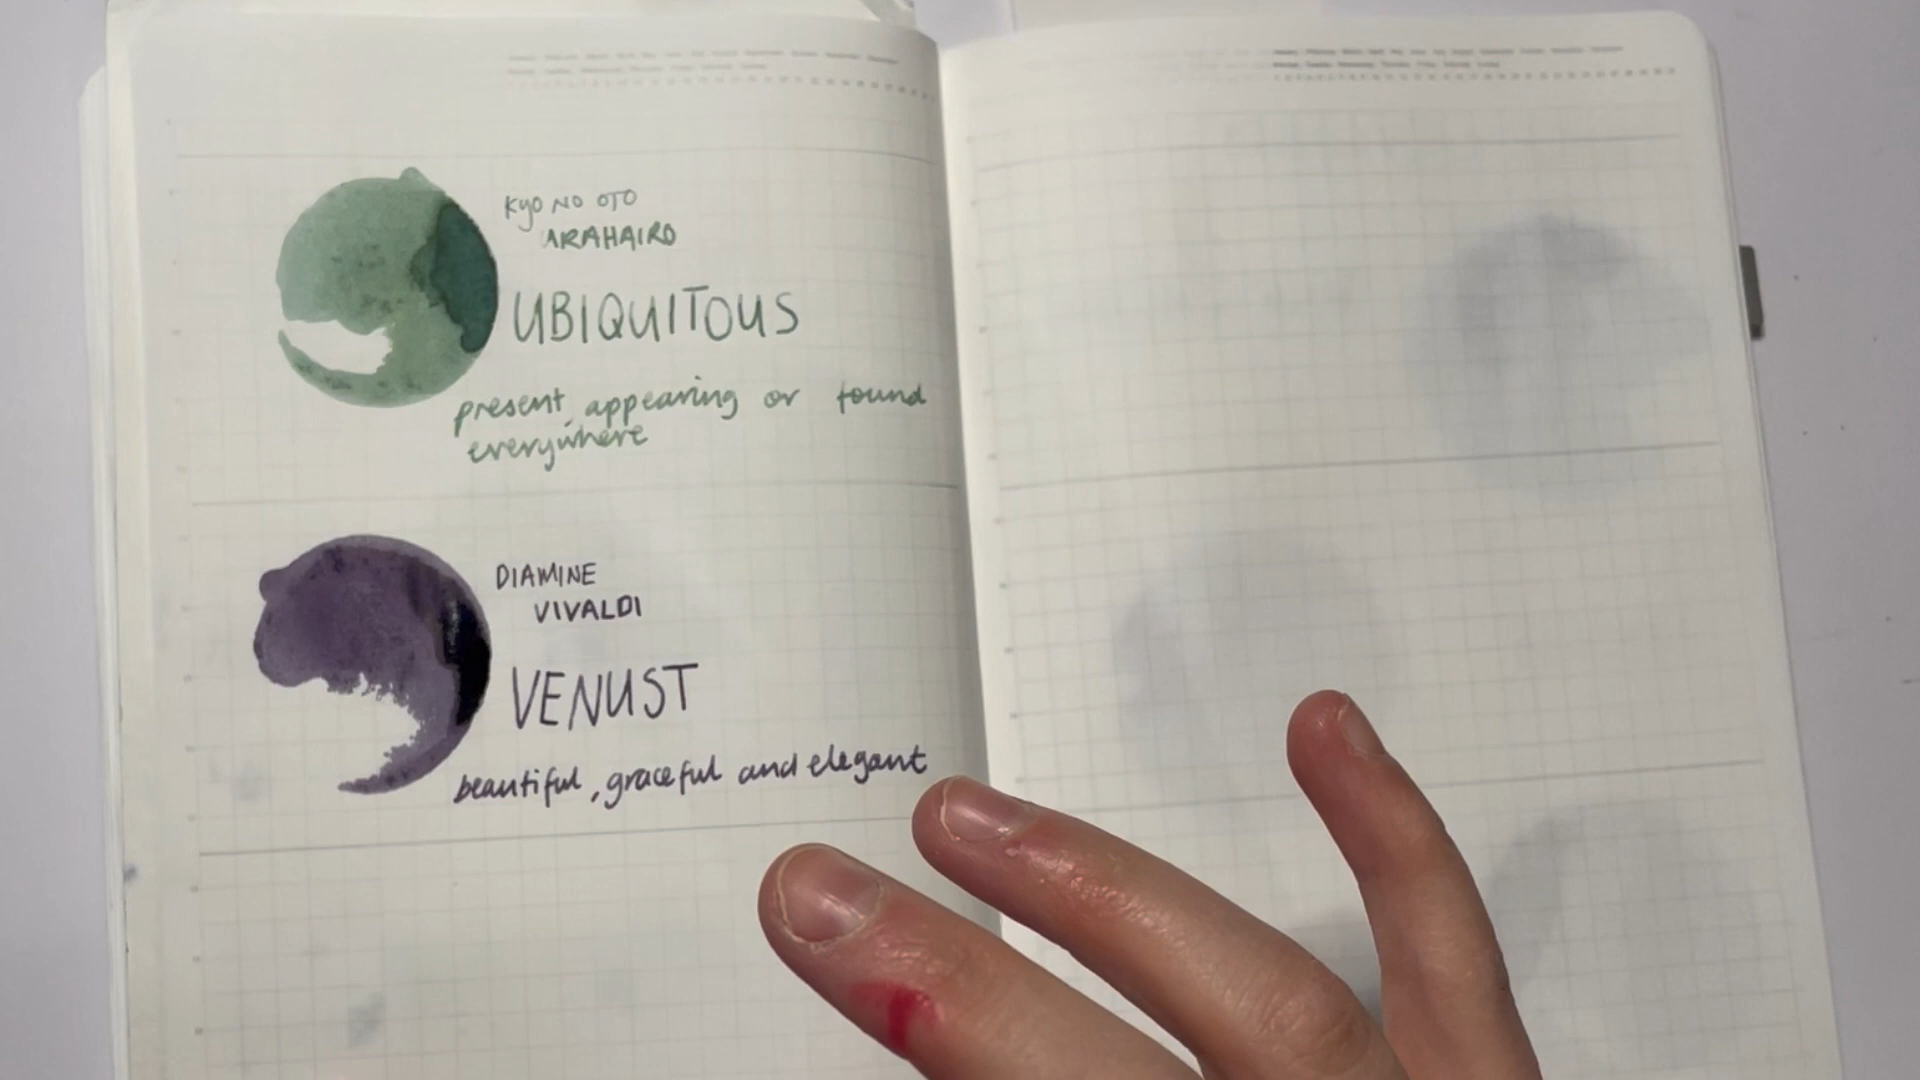 KYO NO OTO
ARAHAIRO
UBIQUITOUS
present, appearing or found
everywhere
DIAMINE
VIVALDI
VENUST
beautiful, graceful and elegant